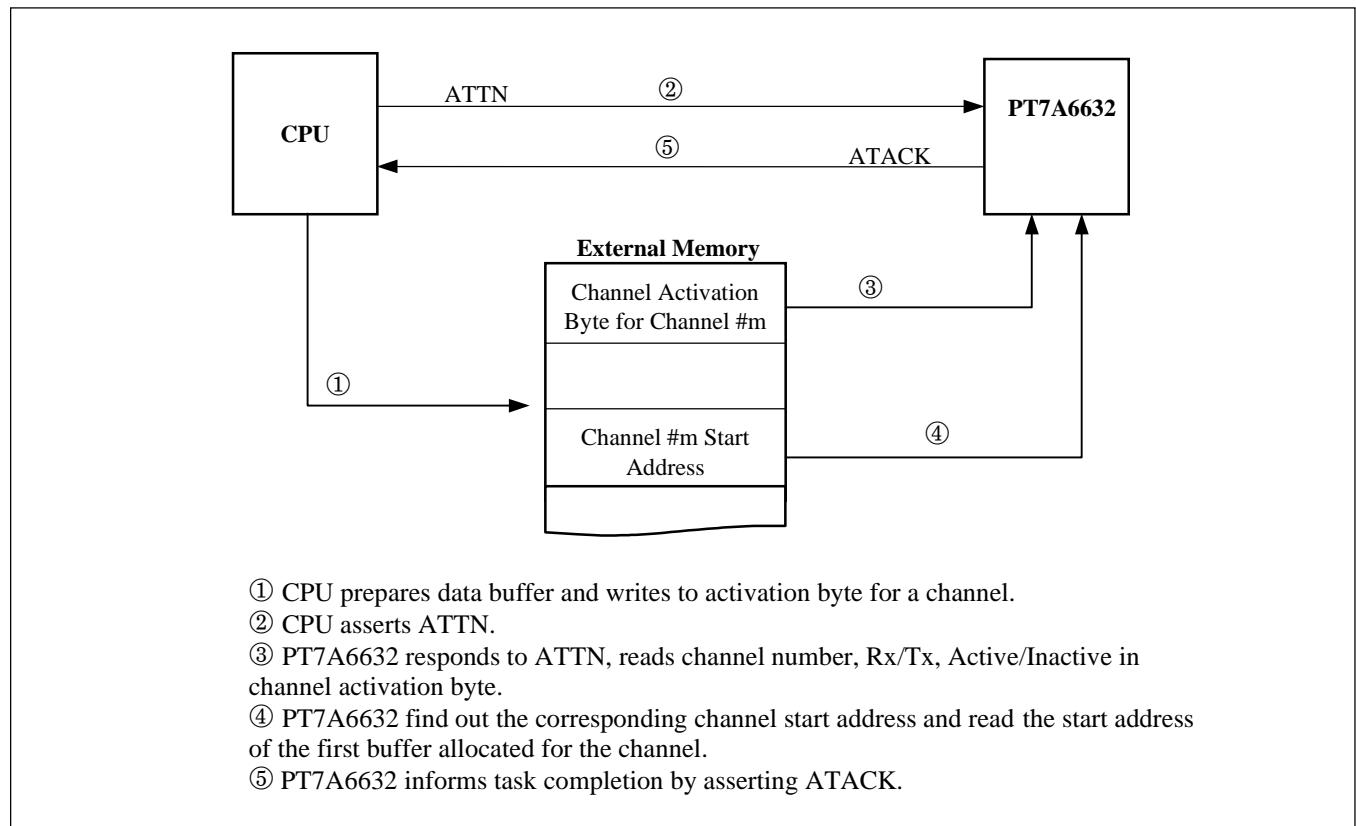 ATTN
②
PT7A6632
CPU
⑤
ATACK
External Memory
Channel Activation
Byte for Channel #m
③
①
Channel #m Start
Address
④
① CPU prepares data buffer and writes to activation byte for a channel.
② CPU asserts ATTN.
③ PT7A6632 responds to ATTN, reads channel number, Rx/Tx, Active/Inactive in
channel activation byte.
④ PT7A6632 find out the corresponding channel start address and read the start address
of the first buffer allocated for the channel.
⑤ PT7A6632 informs task completion by asserting ATACK.